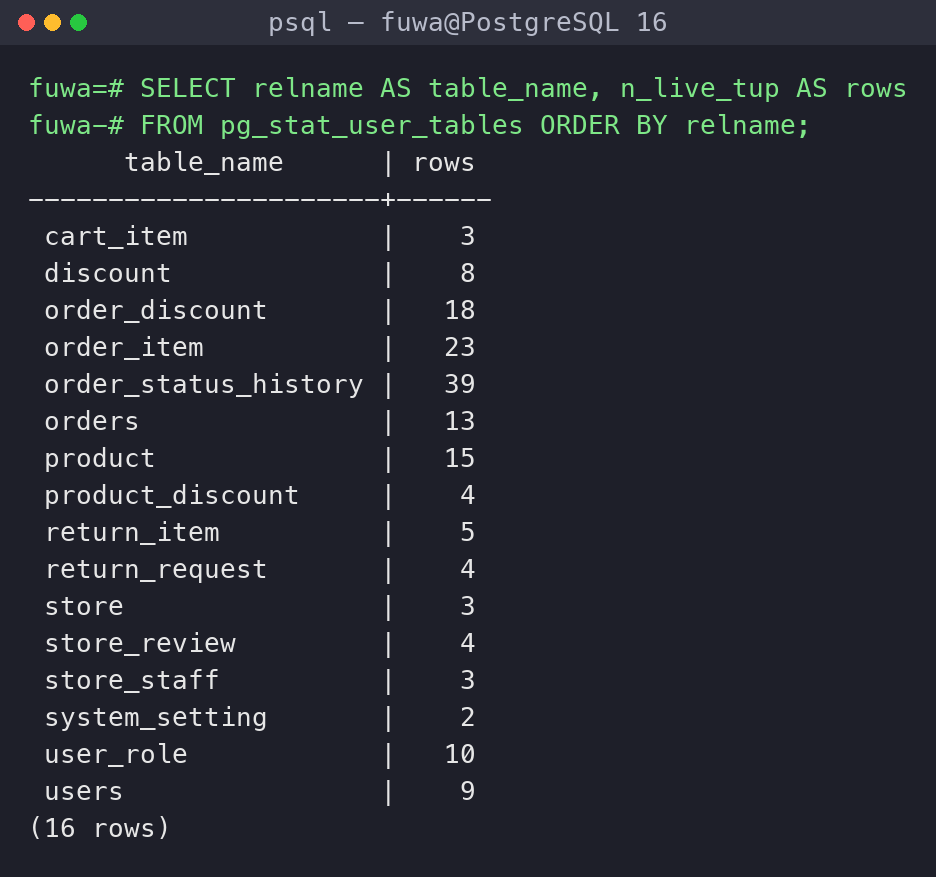 psql — fuwa@PostgreSQL 16
fuwa=# SELECT relname AS table_name, n_live_tup AS rows
fuwa-# FROM pg_stat_user_tables ORDER BY relname;
      table_name      | rows
----------------------+------
 cart_item            |    3
 discount             |    8
 order_discount       |   18
 order_item           |   23
 order_status_history |   39
 orders               |   13
 product              |   15
 product_discount     |    4
 return_item          |    5
 return_request       |    4
 store                |    3
 store_review         |    4
 store_staff          |    3
 system_setting       |    2
 user_role            |   10
 users                |    9
(16 rows)